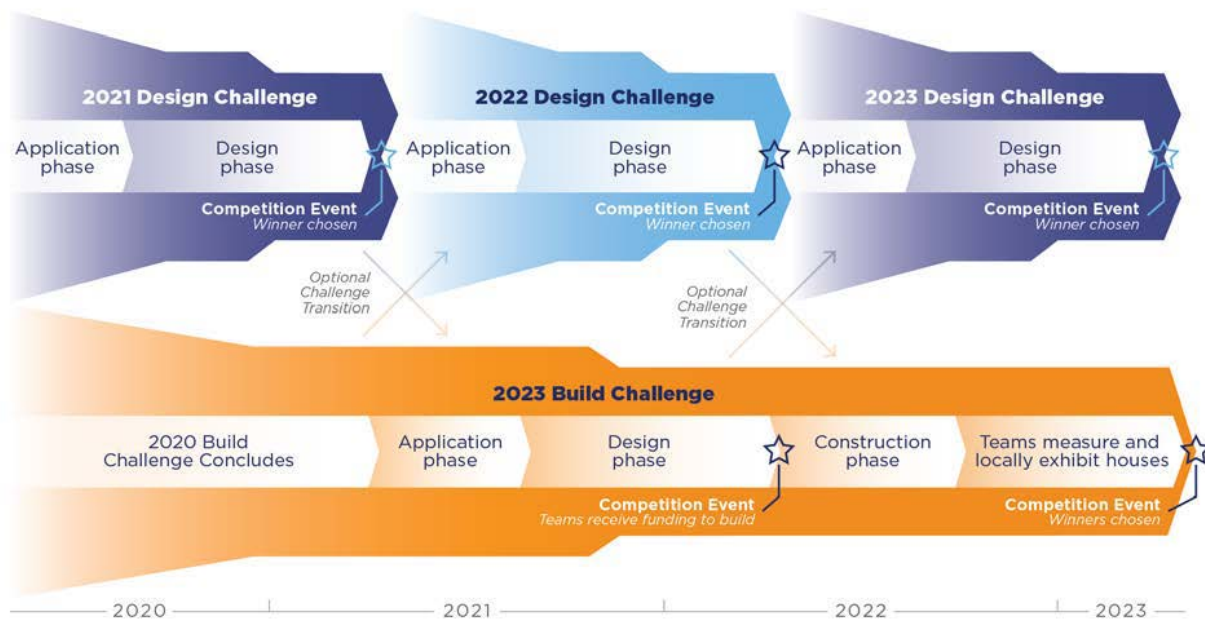 2021 Design Challenge
Application
phase
Design
phase
Competition Event
Winner chosen
2022 Design Challenge
Application
phase
Design
phase
Competition Event
Winner chosen
2023 Design Challenge
Application
phase
Design
phase
Competition Event
Winner chosen
Optional
Challenge
Transition
Optional
Challenge
Transition
2023 Build Challenge
2020 Build
Challenge Concludes
Application
phase
Design
phase
Construction
phase
Teams measure and
locally exhibit houses
Competition Event
Teams receive funding to build
Competition Event
Winners chosen
2020
2021
2022
2023